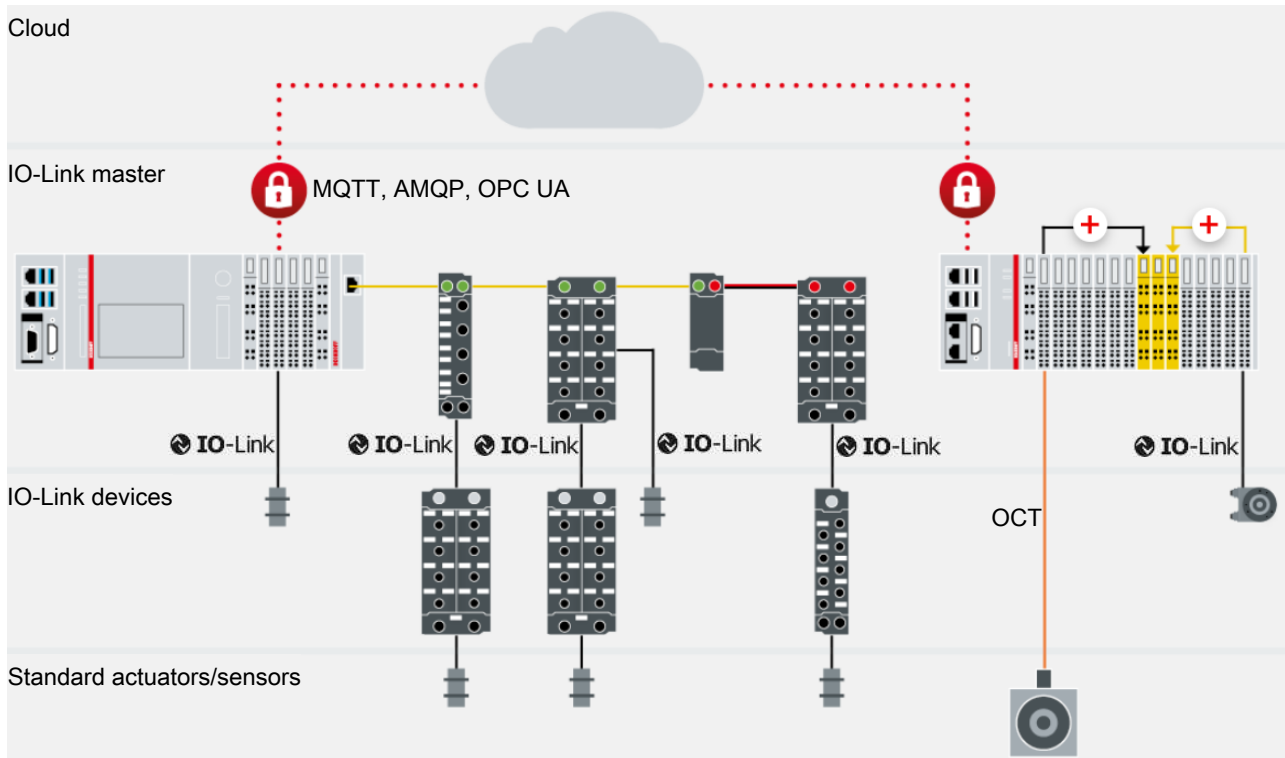 Cloud
IO-Link master
MQTT, AMQP, OPC UA
IO-Link
IO-Link
IO-Link
IO-Link
IO-Link
IO-Link
IO-Link devices
OCT
Standard actuators/sensors